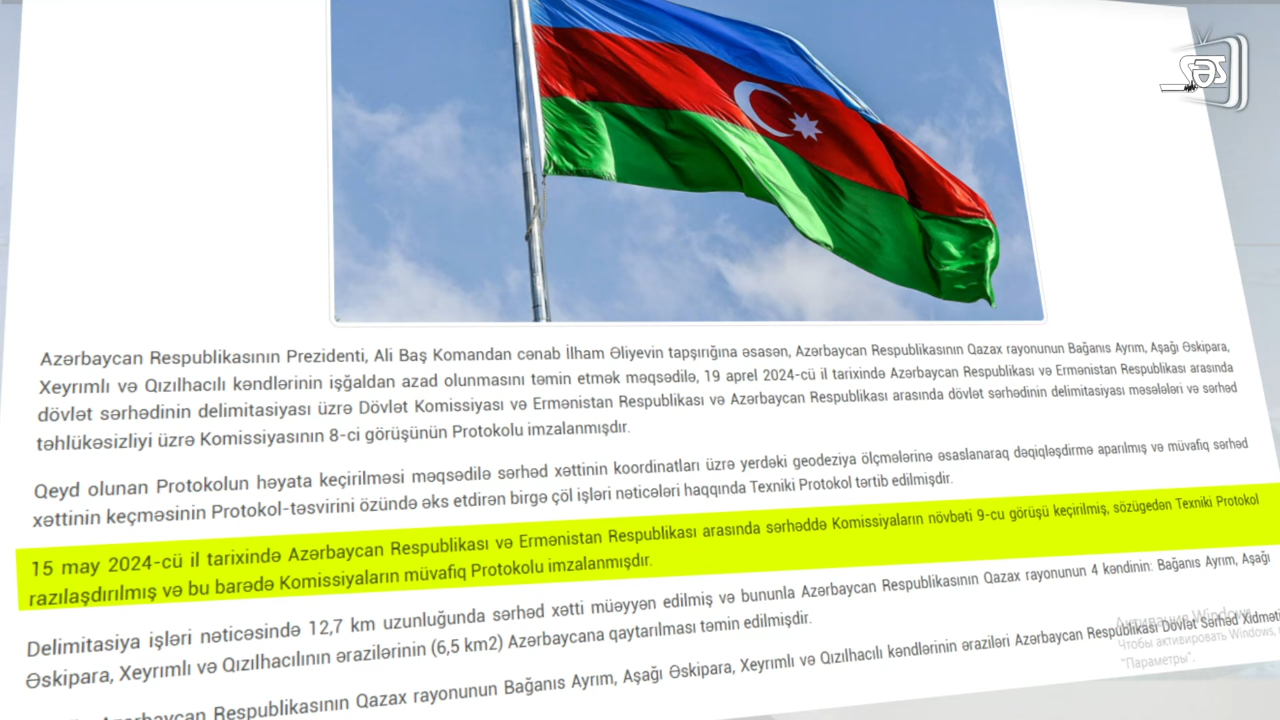 SƏS
Azərbaycan Respublikasının Prezidenti, Ali Baş Komandan cənab İlham Əliyevin tapşırığına əsasən, Azərbaycan Respublikasının Qazax rayonunun Bağanıs Ayrım, Aşağı Əskipara,
Xeyrımlı və Qızılhacılı kəndlərinin işğaldan azad olunmasını təmin etmək məqsədilə, 19 aprel 2024-cü il tarixində Azərbaycan Respublikası və Ermənistan Respublikası arasında
dövlət sərhədinin delimitasiyası üzrə Dövlət Komissiyası və Ermənistan Respublikası və Azərbaycan Respublikası arasında dövlət sərhədinin delimitasiyası məsələləri və sərhəd
təhlükəsizliyi üzrə Komissiyasının 8-ci görüşünün Protokolu imzalanmışdır.
Qeyd olunan Protokolun həyata keçirilməsi məqsədilə sərhəd xəttinin koordinatları üzrə yerdəki geodeziya ölçmələrinə əsaslanaraq dəqiqləşdirmə aparılmış və müvafiq sərhəd
xəttinin keçməsinin Protokol-təsvirini özündə əks etdirən birgə çöl işləri nəticələri haqqında Texniki Protokol tərtib edilmişdir.
15 may 2024-cü il tarixində Azərbaycan Respublikası və Ermənistan Respublikası arasında sərhəddə Komissiyaların növbəti 9-cu görüşü keçirilmiş, sözügedən Texniki Protokol
razılaşdırılmış və bu barədə Komissiyaların müvafiq Protokolu imzalanmışdır.
Delimitasiya işləri nəticəsində 12,7 km uzunluğunda sərhəd xətti müəyyən edilmiş və bununla Azərbaycan Respublikasının Qazax rayonunun 4 kəndinin: Bağanıs Ayrım, Aşağı
Əskipara, Xeyrımlı və Qızılhacılının ərazilərinin (6,5 km2) Azərbaycana qaytarılması təmin edilmişdir.
Azərbaycan Respublikasının Qazax rayonunun Bağanıs Ayrım, Aşağı Əskipara, Xeyrımlı və Qızılhacılı kəndlərinin əraziləri Azərbaycan Respublikası Dövlət Sərhəd Xidməti
Активация Windows
Чтобы активировать Windows,
"Параметры".